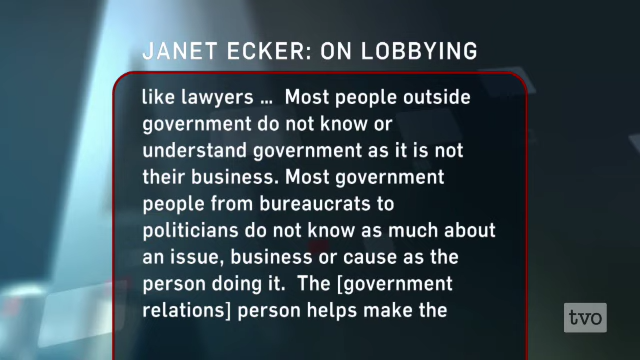 JANET ECKER: ON LOBBYING
like lawyers ... Most people outside
government do not know or
understand government as it is not
their business. Most government
people from bureaucrats to
politicians do not know as much about
an issue, business or cause as the
person doing it. The [government
relations] person helps make the
tvo